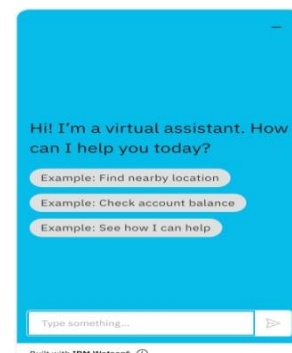 Hi! I'm a virtual assistant. How
can I help you today?
Example: Find nearby location
Example: Check account balance
Example: See how I can help
Type something...
Built with IBM Watson®